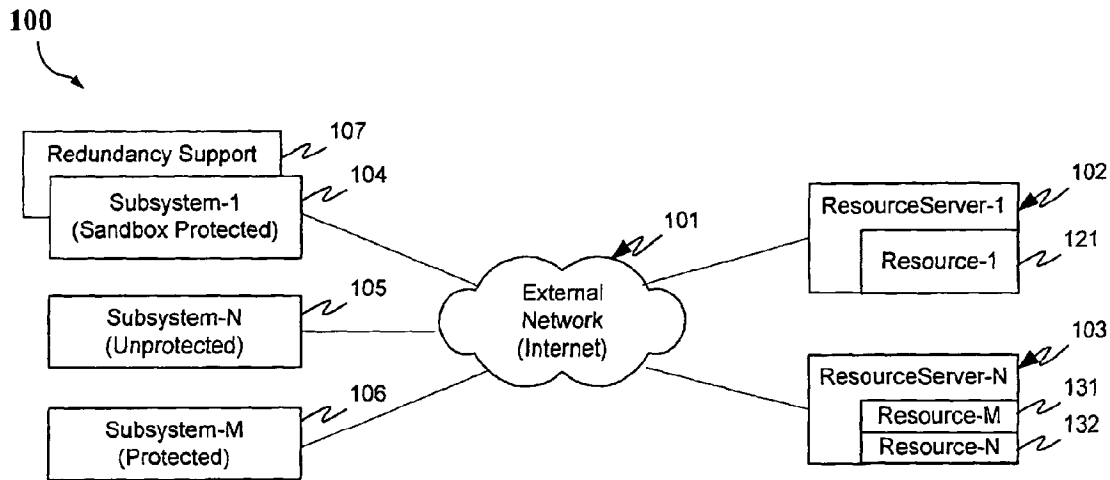 100
107
Redundancy Support
104
Subsystem-1
(Sandbox Protected)
105
Subsystem-N
(Unprotected)
106
Subsystem-M
(Protected)
101
External
Network
(Internet)
102
ResourceServer-1
121
Resource-1
103
ResourceServer-N
131
Resource-M
132
Resource-N